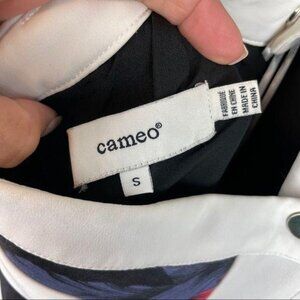 cameo®
S
FABRIQUÉ
EN CHINE
MADE IN
CHINA